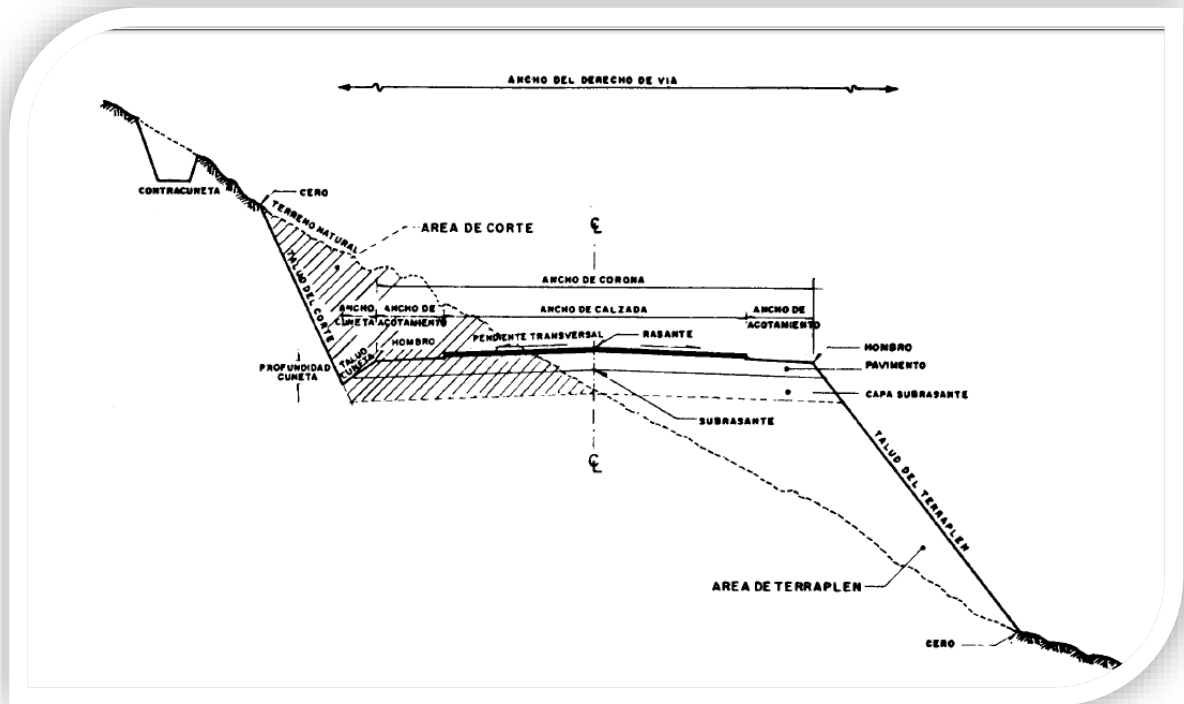 ANCHO DEL DERECHO DE VIA
CONTRACUNETA
CERO
TERRENO NATURAL
AREA DE CORTE
℄
TALUD DEL CORTE
ANCHO DE CORONA
ANCHO CUNETA
ANCHO DE ACOTAMIENTO
ANCHO DE CALZADA
ANCHO DE ACOTAMIENTO
HOMBRO
PENDIENTE TRANSVERSAL
RASANTE
HOMBRO
PROFUNDIDAD CUNETA
TALUD CUNETA
PAVIMENTO
CAPA SUBRASANTE
SUBRASANTE
℄
TALUD DEL TERRAPLEN
AREA DE TERRAPLEN
CERO